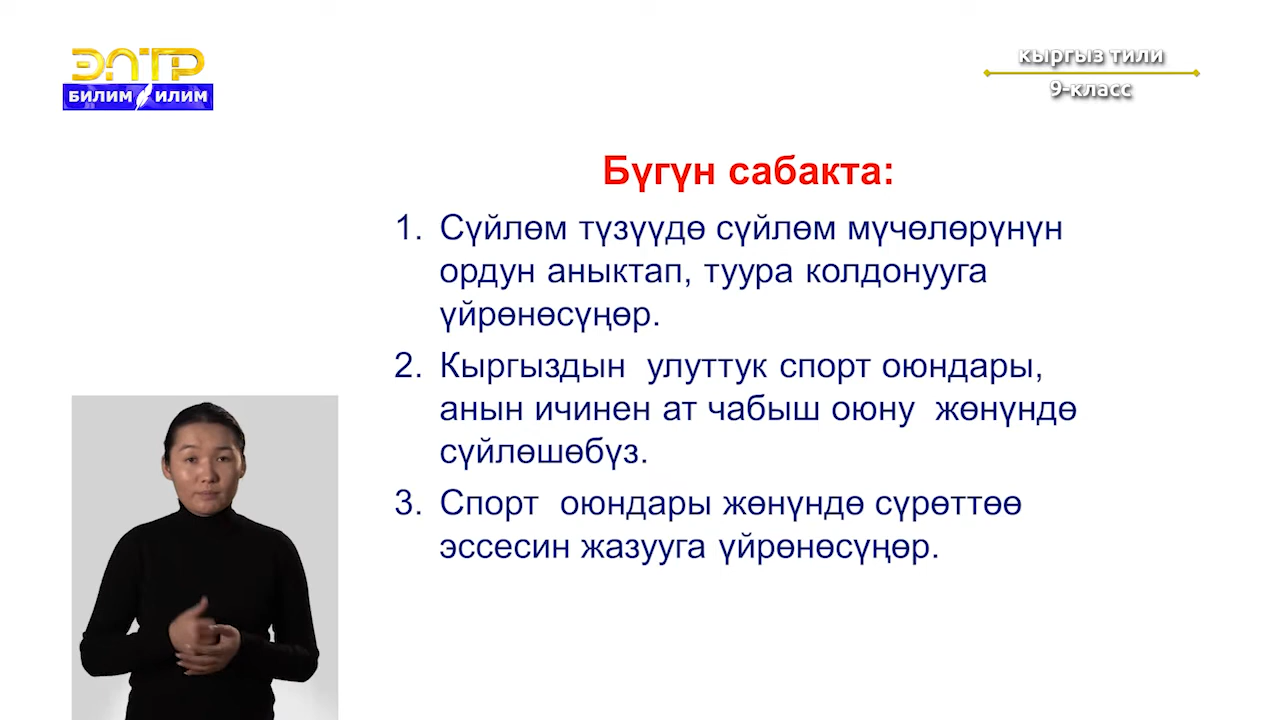 ЭЛТР
БИЛИМ ИЛИМ
кыргыз тили
9-класс
Бүгүн сабакта:
1. Сүйлөм түзүүдө сүйлөм мүчөлөрүнүн
ордун аныктап, туура колдонууга
үйрөнөсүңөр.
2. Кыргыздын улуттук спорт оюндары,
анын ичинен ат чабыш оюну жөнүндө
сүйлөшөбүз.
3. Спорт оюндары жөнүндө сүрөттөө
эссесин жазууга үйрөнөсүңөр.